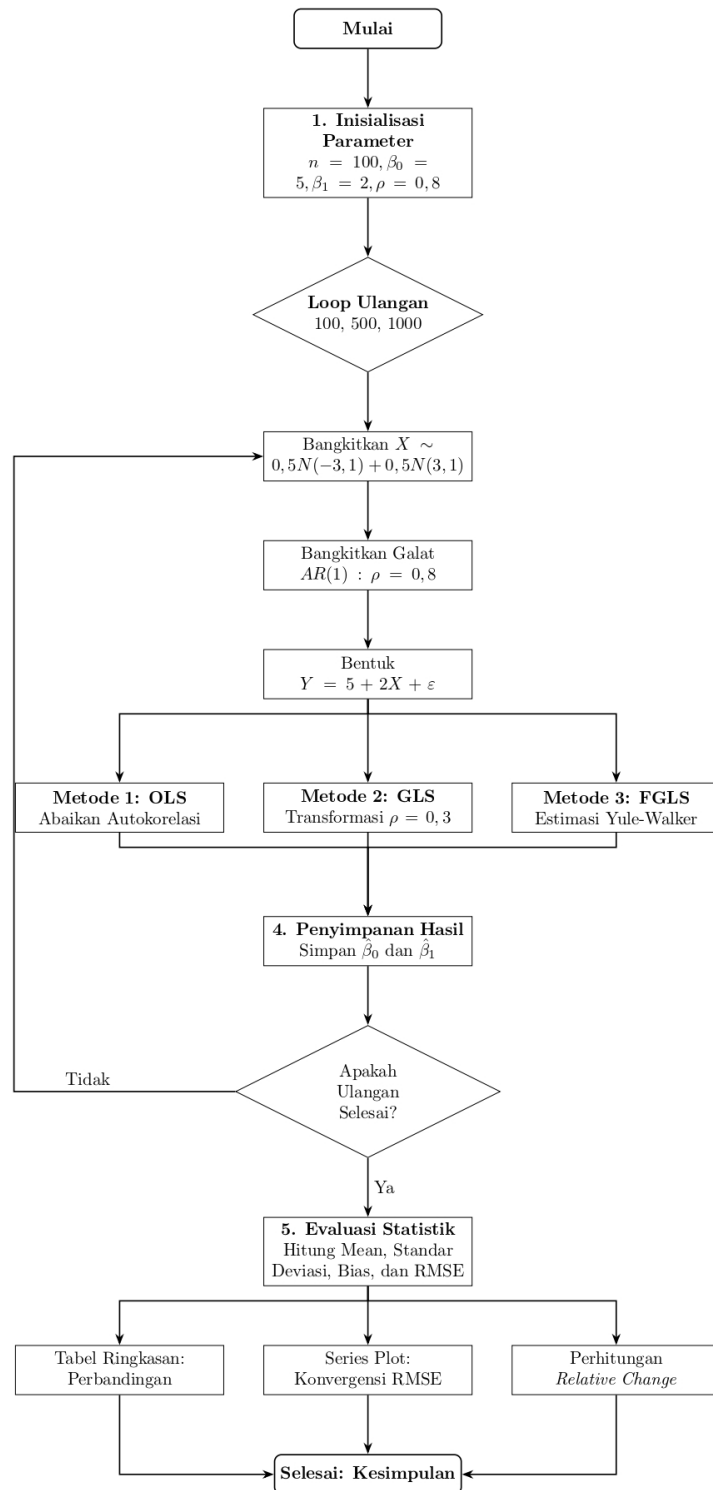 Mulai
1. Inisialisasi
Parameter
n = 100, β₀ =
5, β₁ = 2, ρ = 0,8
Loop Ulangan
100, 500, 1000
Bangkitkan X ∼
0,5N(−3,1) + 0,5N(3,1)
Bangkitkan Galat
AR(1) : ρ = 0,8
Bentuk
Y = 5 + 2X + ε
Metode 1: OLS
Abaikan Autokorelasi
Metode 2: GLS
Transformasi ρ = 0,3
Metode 3: FGLS
Estimasi Yule-Walker
4. Penyimpanan Hasil
Simpan β̂₀ dan β̂₁
Apakah
Ulangan
Selesai?
Tidak
Ya
5. Evaluasi Statistik
Hitung Mean, Standar
Deviasi, Bias, dan RMSE
Tabel Ringkasan:
Perbandingan
Series Plot:
Konvergensi RMSE
Perhitungan
Relative Change
Selesai: Kesimpulan